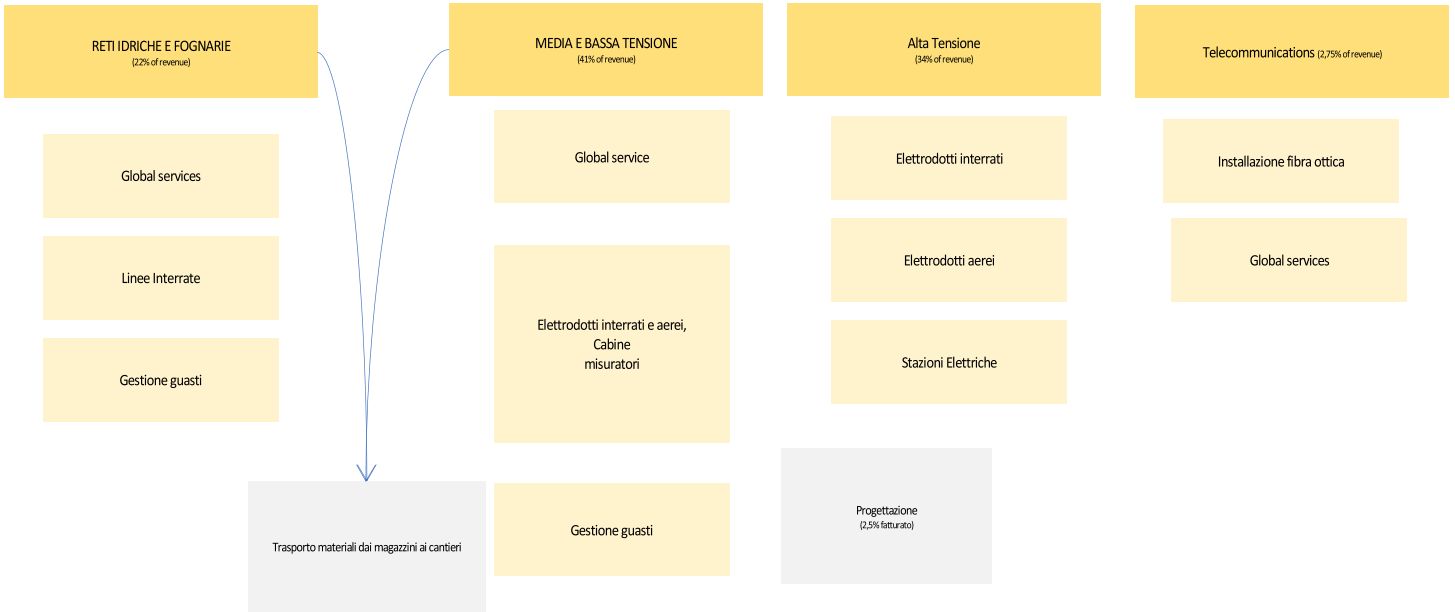 RETI IDRICHE E FOGNARIE
(22% of revenue)
MEDIA E BASSA TENSIONE
(41% of revenue)
Alta Tensione
(34% of revenue)
Telecommunications (2,75% of revenue)
Global services
Linee Interrate
Gestione guasti
Global service
Elettrodotti interrati e aerei,
Cabine
misuratori
Gestione guasti
Elettrodotti interrati
Elettrodotti aerei
Stazioni Elettriche
Installazione fibra ottica
Global services
Trasporto materiali dai magazzini ai cantieri
Progettazione
(2,5% fatturato)